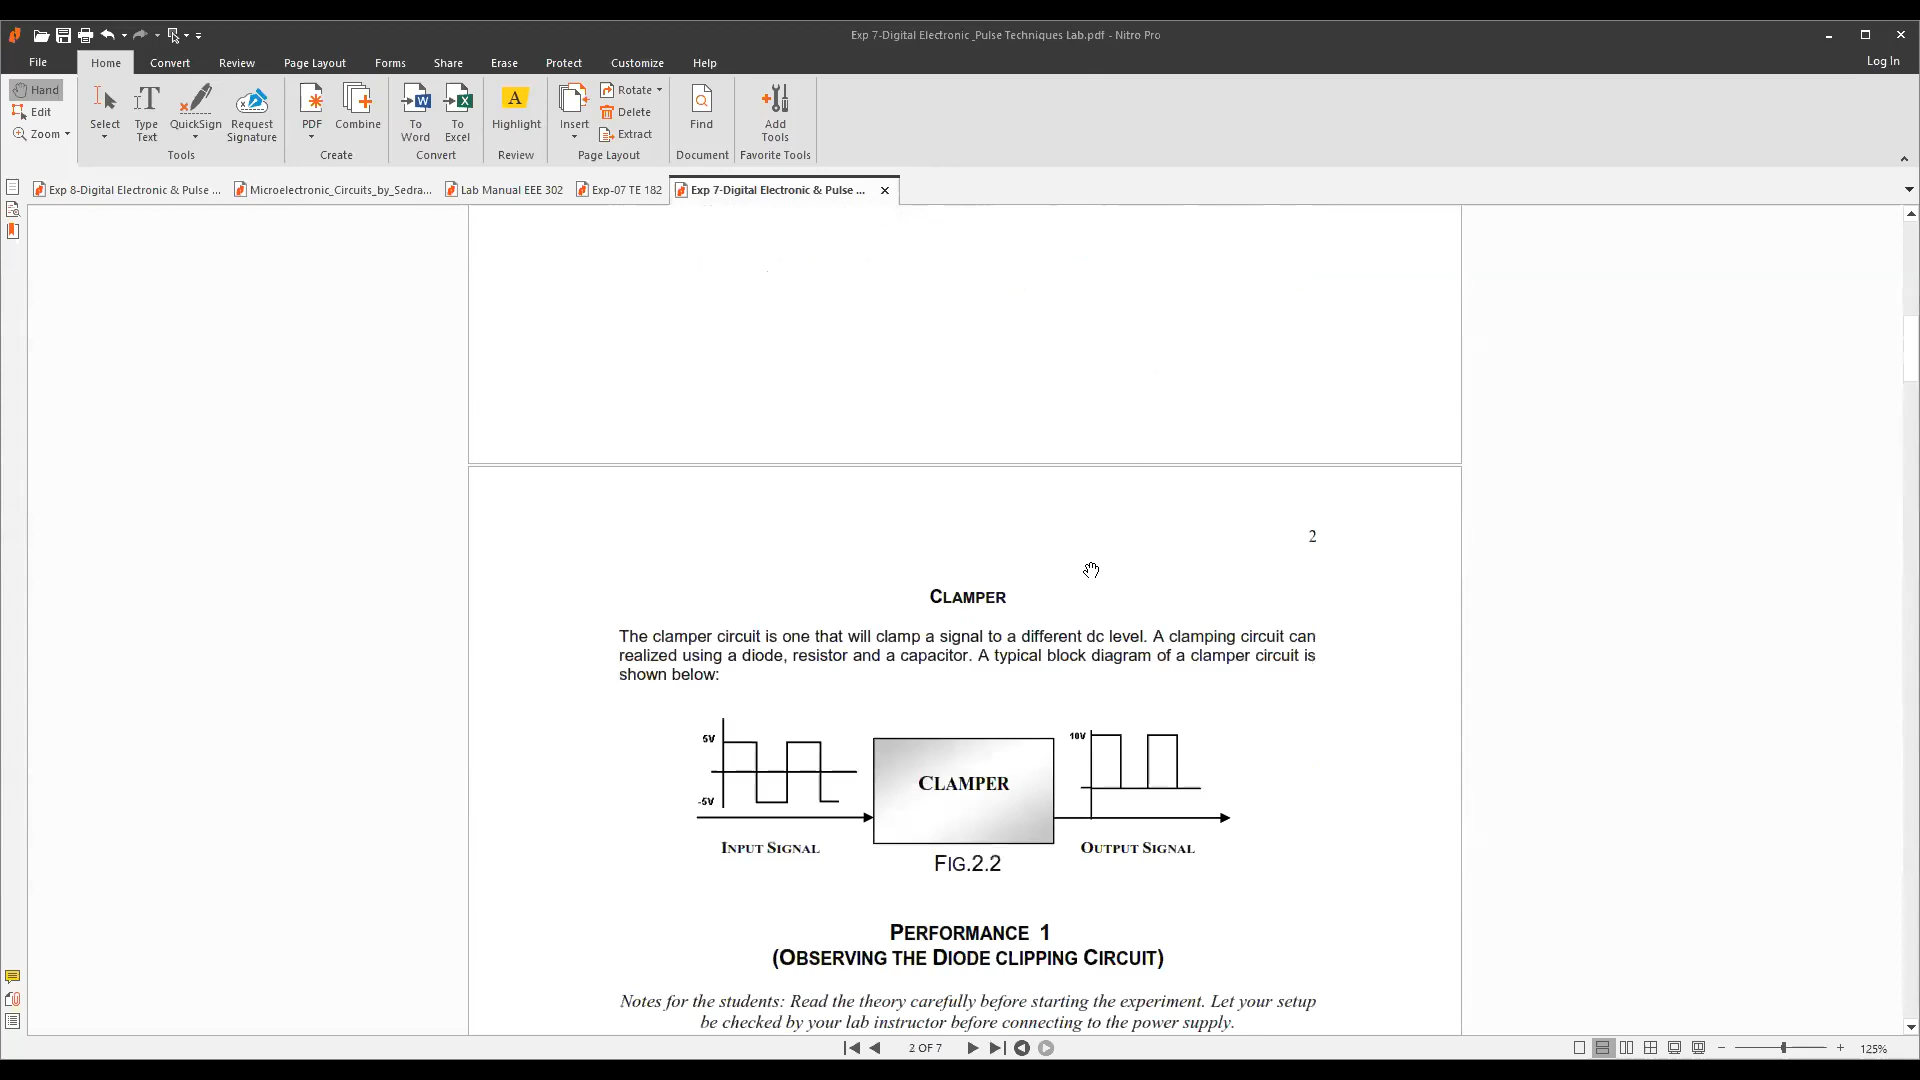 Exp 7-Digital Electronic _Pulse Techniques Lab.pdf - Nitro Pro
File Home Convert Review Page Layout Forms Share Erase Protect Customize Help Log In
Hand
Edit
Zoom
Select
Type Text
QuickSign
Request Signature
Tools
PDF
Combine
Create
To Word
To Excel
Convert
Highlight
Review
Insert
Rotate
Delete
Extract
Page Layout
Find
Document
Add Tools
Favorite Tools
Exp 8-Digital Electronic & Pulse ... Microelectronic_Circuits_by_Sedra... Lab Manual EEE 302 Exp-07 TE 182 Exp 7-Digital Electronic & Pulse ...
2
CLAMPER
The clamper circuit is one that will clamp a signal to a different dc level. A clamping circuit can
realized using a diode, resistor and a capacitor. A typical block diagram of a clamper circuit is
shown below:
5V
-5V
INPUT SIGNAL
CLAMPER
10V
OUTPUT SIGNAL
FIG.2.2
PERFORMANCE 1
(OBSERVING THE DIODE CLIPPING CIRCUIT)
Notes for the students: Read the theory carefully before starting the experiment. Let your setup
be checked by your lab instructor before connecting to the power supply.
2 OF 7
125%